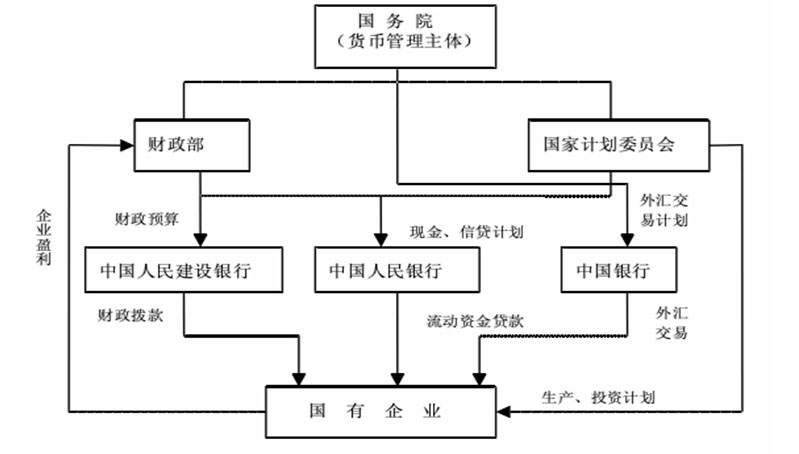 国务院
(货币管理主体)
财政部
国家计划委员会
企业盈利
财政预算
现金、信贷计划
外汇交
易计划
中国人民建设银行
中国人民银行
中国银行
财政拨款
流动资金贷款
外汇
交易
生产、投资计划
国有企业